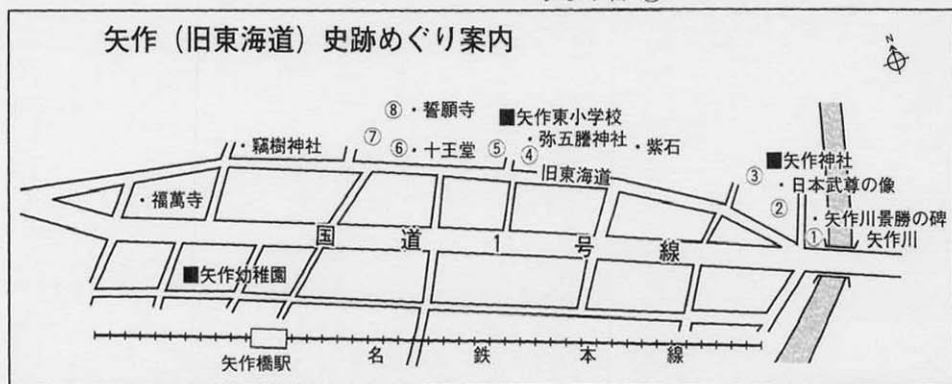 矢作（旧東海道）史跡めぐり案内
N
⑧・誓願寺
■矢作東小学校
・竊樹神社
⑦
⑥・十王堂
⑤
・弥五騰神社
④
・紫石
旧東海道
■矢作神社
③
・日本武尊の像
②
・矢作川景勝の碑
①
矢作川
・福萬寺
国道1号線
■矢作幼稚園
矢作橋駅
名鉄本線